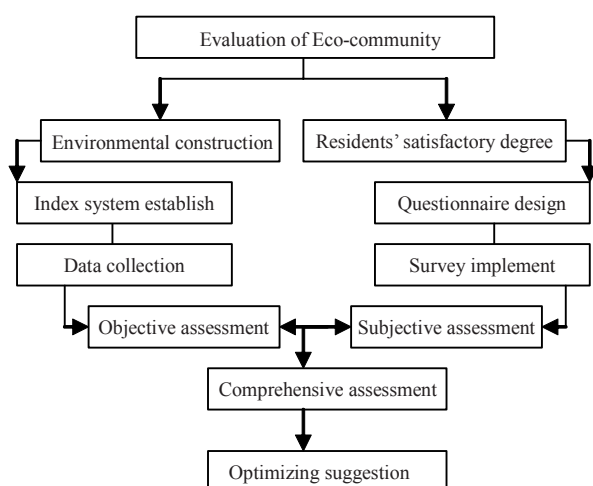 Evaluation of Eco-community
Environmental construction
Residents' satisfactory degree
Index system establish
Questionnaire design
Data collection
Survey implement
Objective assessment
Subjective assessment
Comprehensive assessment
Optimizing suggestion